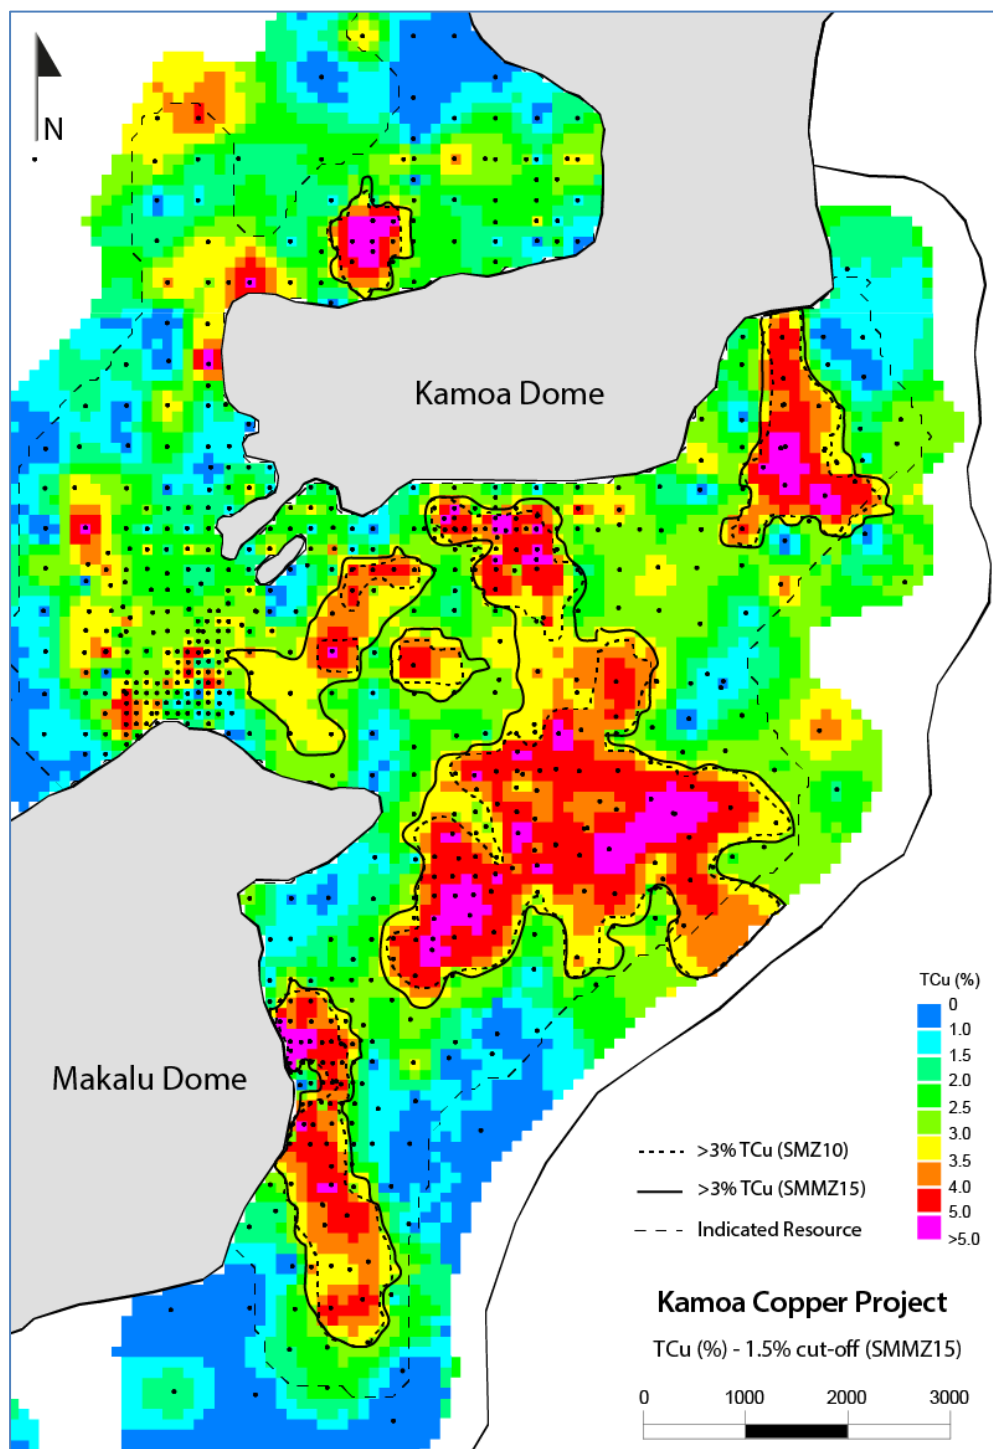 N
Kamoa Dome
Makalu Dome
TCu (%)
0
1.0
1.5
2.0
2.5
3.0
3.5
4.0
5.0
>5.0
>3% TCu (SMZ10)
>3% TCu (SMMZ15)
Indicated Resource
Kamoa Copper Project
TCu (%) - 1.5% cut-off (SMMZ15)
0 1000 2000 3000